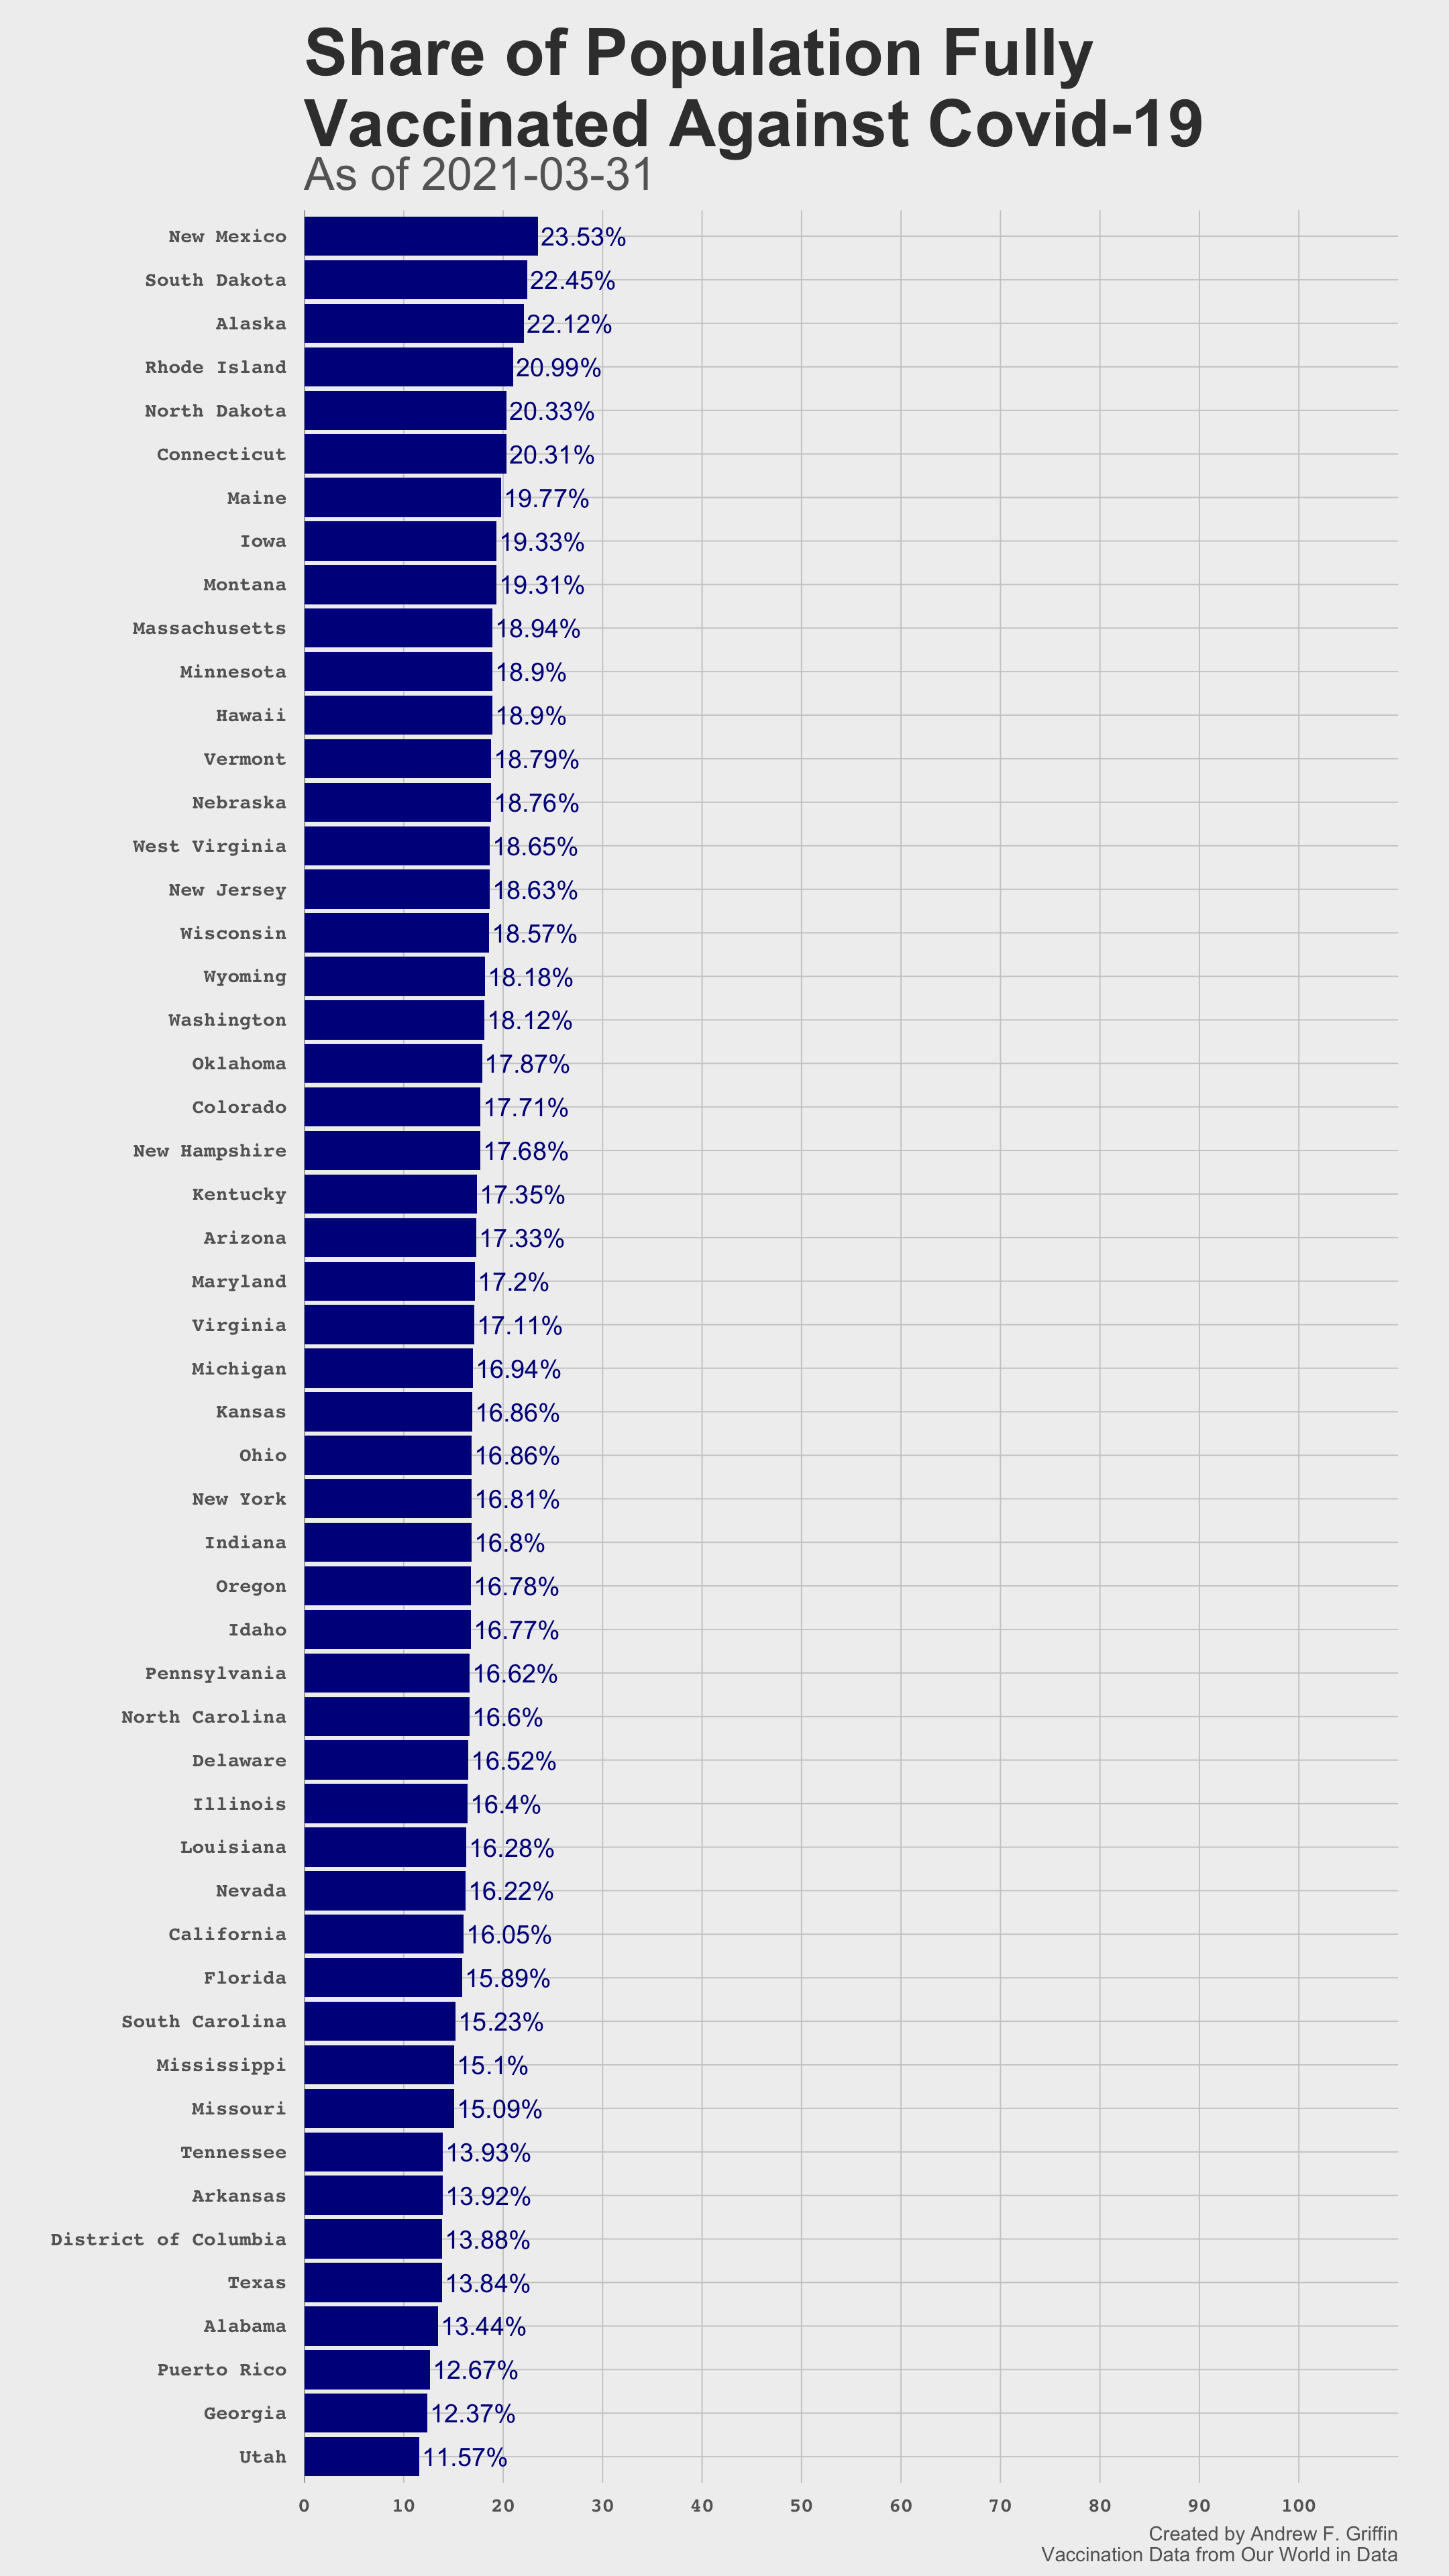 Share of Population Fully
Vaccinated Against Covid-19
As of 2021-03-31
New Mexico 23.53%
South Dakota 22.45%
Alaska 22.12%
Rhode Island 20.99%
North Dakota 20.33%
Connecticut 20.31%
Maine 19.77%
Iowa 19.33%
Montana 19.31%
Massachusetts 18.94%
Minnesota 18.9%
Hawaii 18.9%
Vermont 18.79%
Nebraska 18.76%
West Virginia 18.65%
New Jersey 18.63%
Wisconsin 18.57%
Wyoming 18.18%
Washington 18.12%
Oklahoma 17.87%
Colorado 17.71%
New Hampshire 17.68%
Kentucky 17.35%
Arizona 17.33%
Maryland 17.2%
Virginia 17.11%
Michigan 16.94%
Kansas 16.86%
Ohio 16.86%
New York 16.81%
Indiana 16.8%
Oregon 16.78%
Idaho 16.77%
Pennsylvania 16.62%
North Carolina 16.6%
Delaware 16.52%
Illinois 16.4%
Louisiana 16.28%
Nevada 16.22%
California 16.05%
Florida 15.89%
South Carolina 15.23%
Mississippi 15.1%
Missouri 15.09%
Tennessee 13.93%
Arkansas 13.92%
District of Columbia 13.88%
Texas 13.84%
Alabama 13.44%
Puerto Rico 12.67%
Georgia 12.37%
Utah 11.57%
0 10 20 30 40 50 60 70 80 90 100
Created by Andrew F. Griffin
Vaccination Data from Our World in Data